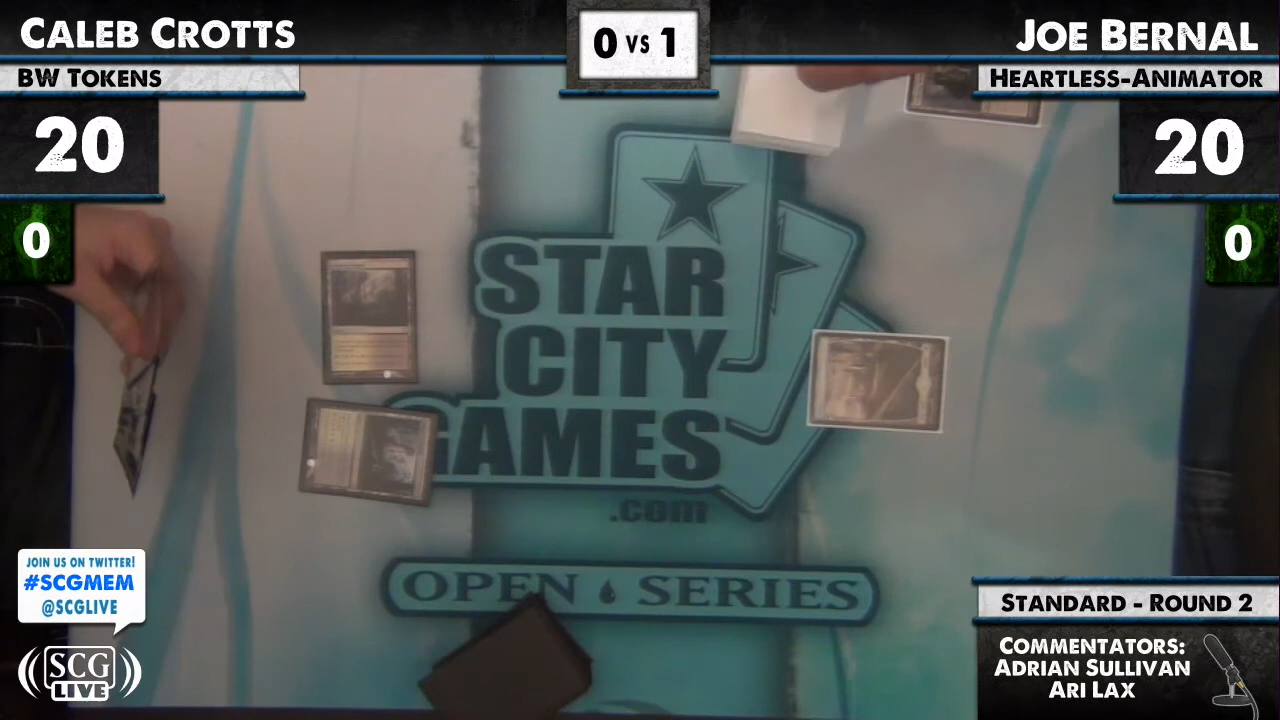 CALEB CROTTS
BW TOKENS
20
0
0 VS 1
JOE BERNAL
HEARTLESS-ANIMATOR
20
0
STAR
CITY
GAMES
.com
OPEN SERIES
JOIN US ON TWITTER!
#SCGMEM
@SCGLIVE
SCG
LIVE
STANDARD - ROUND 2
COMMENTATORS:
ADRIAN SULLIVAN
ARI LAX